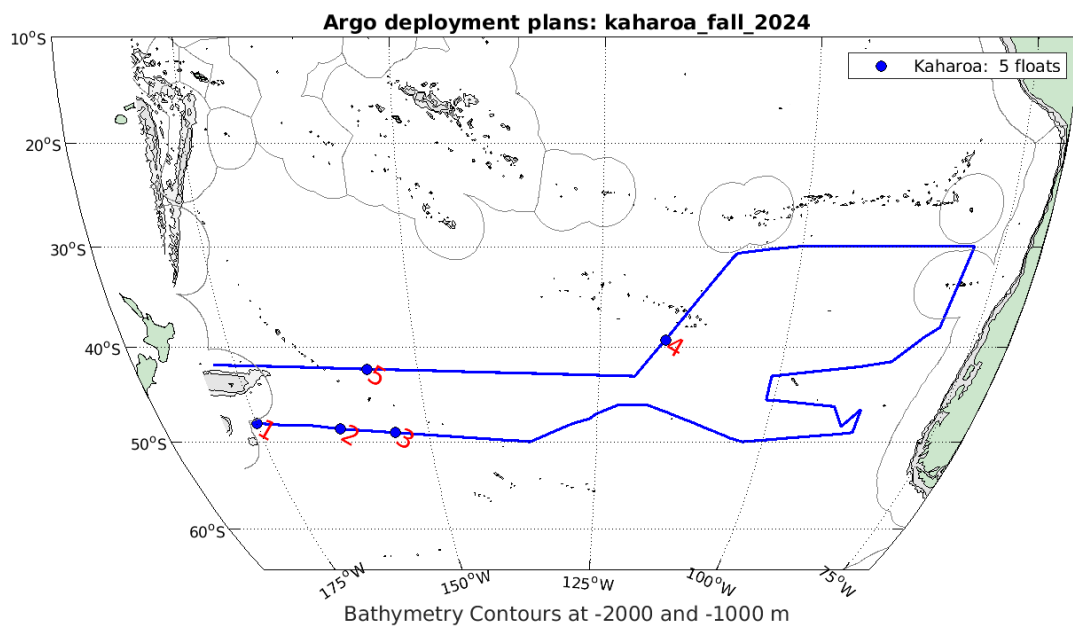 Argo deployment plans: kaharoa_fall_2024
10°S
Kaharoa: 5 floats
20°S
30°S
4
40°S
5
1
2
3
50°S
60°S
175°W
150°W
125°W
100°W
75°W
Bathymetry Contours at -2000 and -1000 m